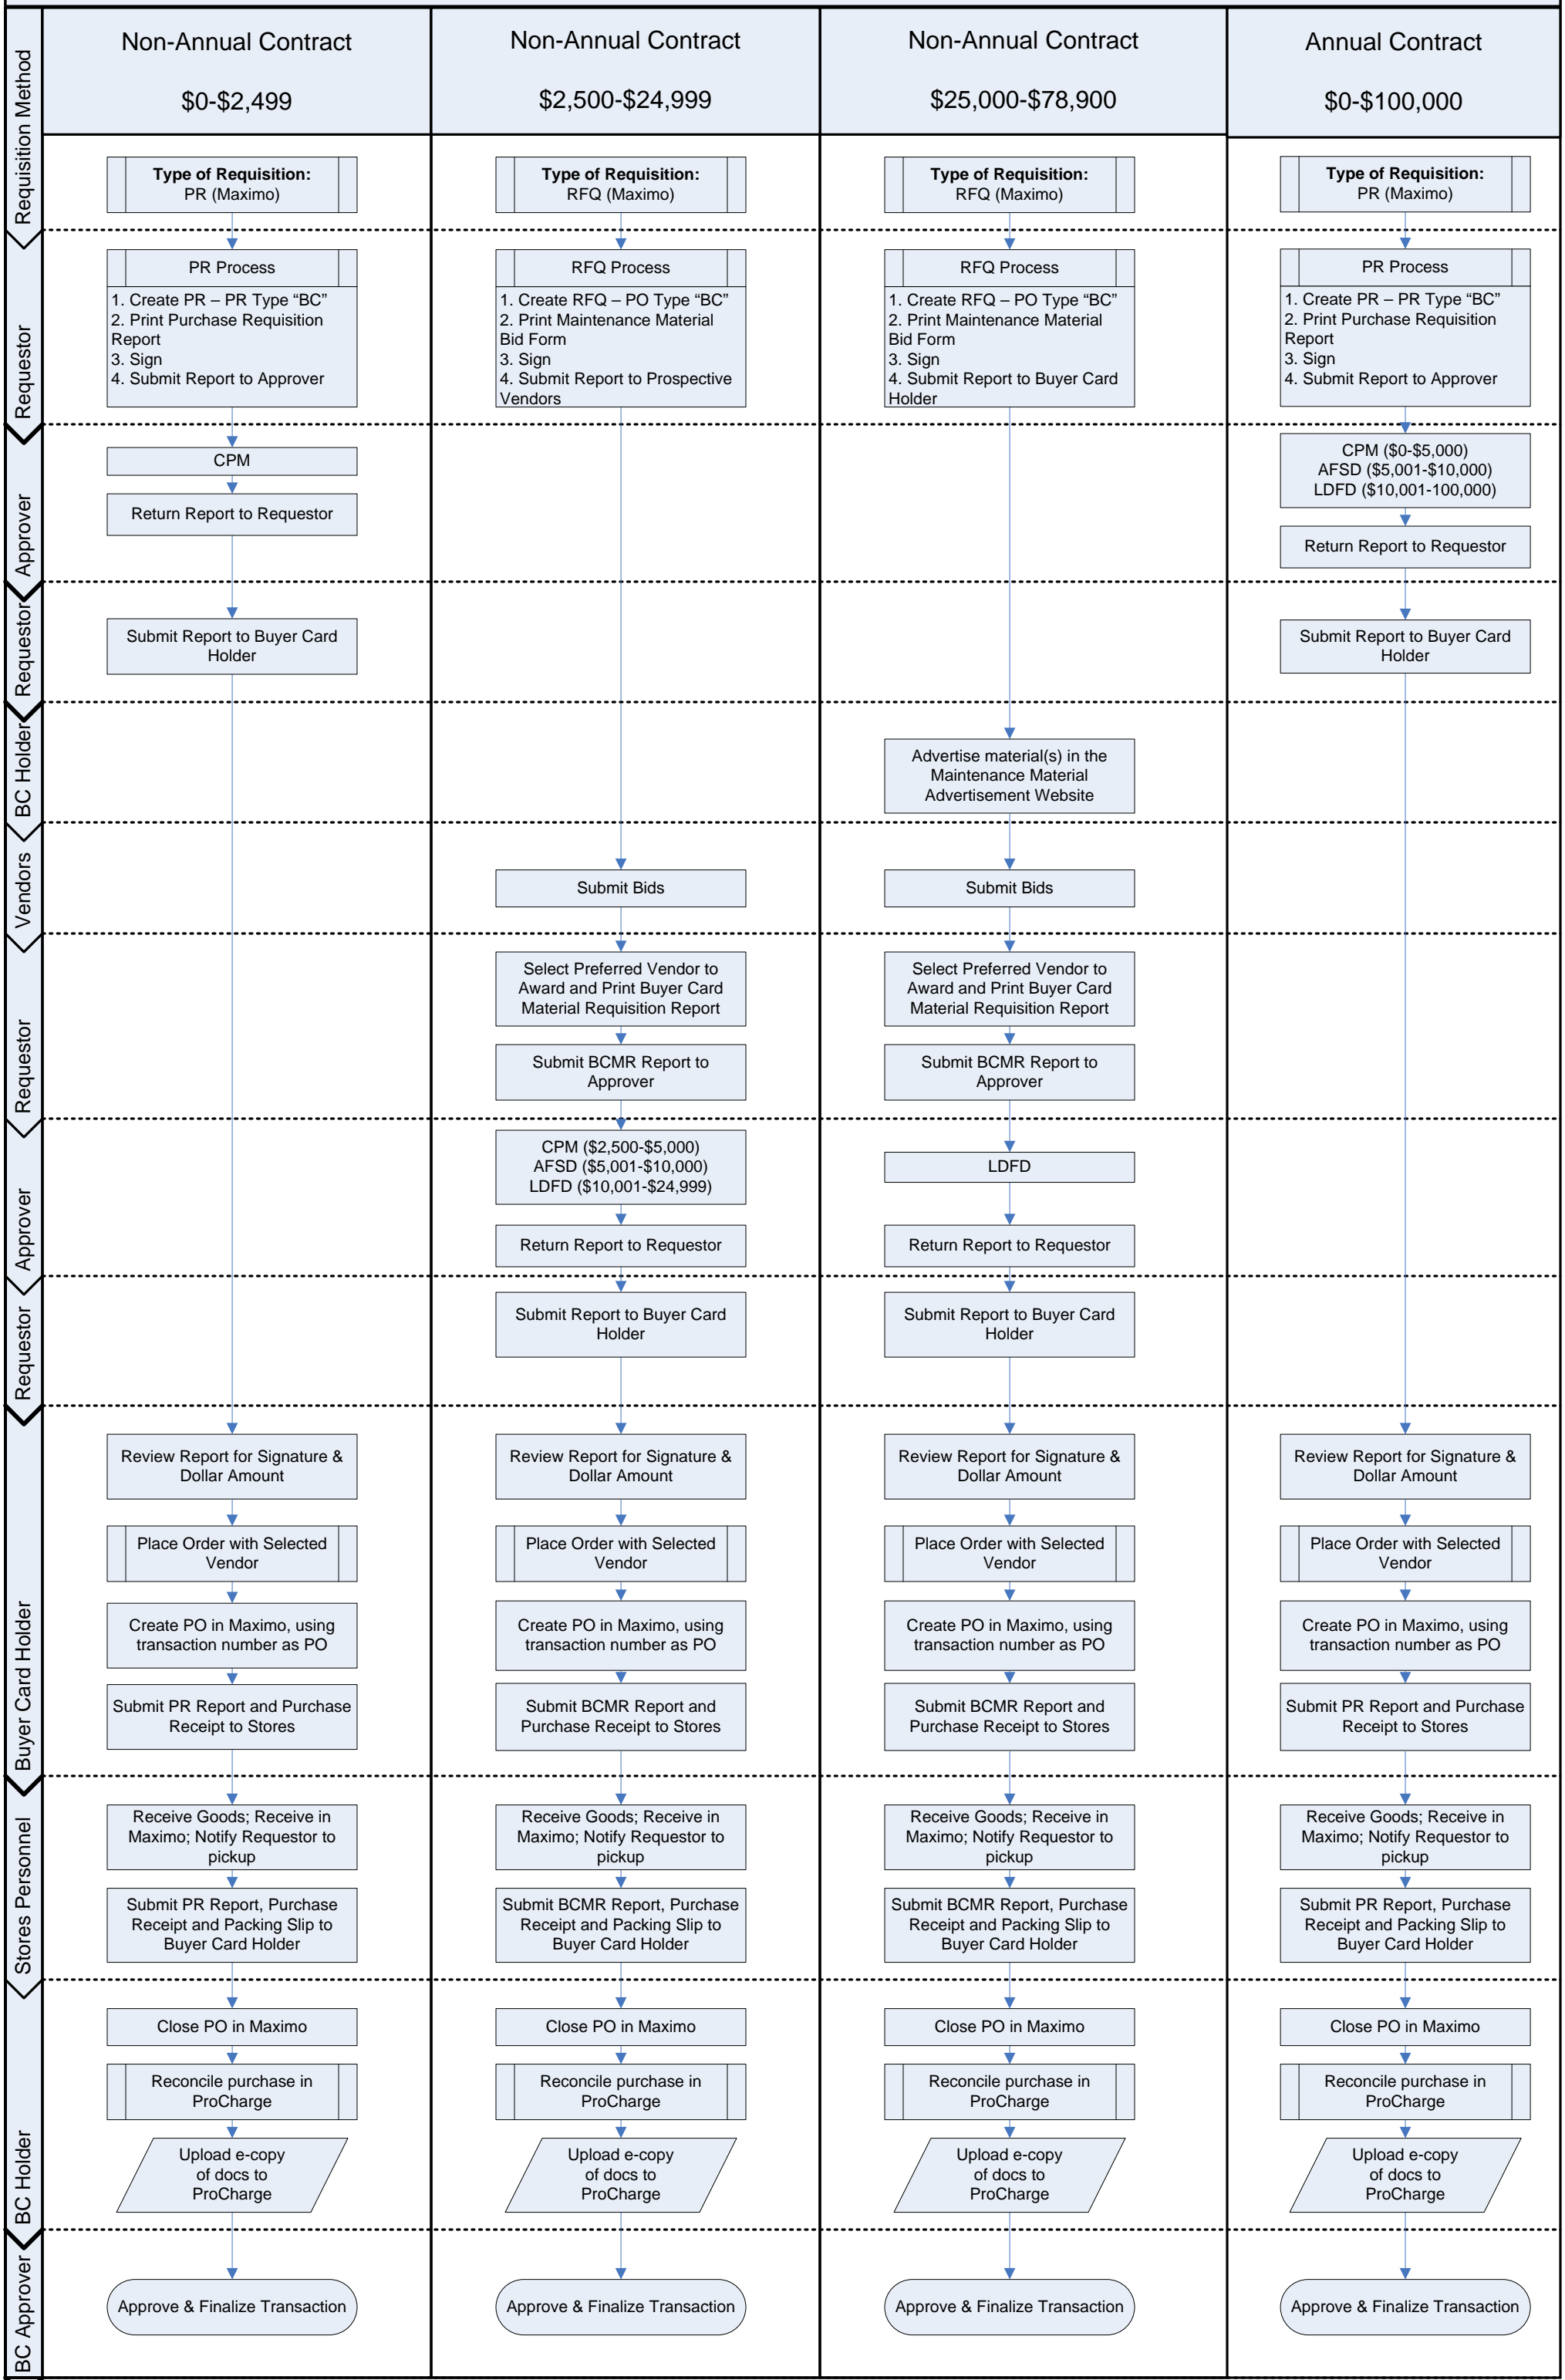 Requisition Method
Non-Annual Contract
$0-$2,499
Non-Annual Contract
$2,500-$24,999
Non-Annual Contract
$25,000-$78,900
Annual Contract
$0-$100,000
Type of Requisition:
PR (Maximo)
Type of Requisition:
RFQ (Maximo)
Type of Requisition:
RFQ (Maximo)
Type of Requisition:
PR (Maximo)
Requestor
PR Process
1. Create PR – PR Type “BC”
2. Print Purchase Requisition
Report
3. Sign
4. Submit Report to Approver
RFQ Process
1. Create RFQ – PO Type “BC”
2. Print Maintenance Material
Bid Form
3. Sign
4. Submit Report to Prospective
Vendors
RFQ Process
1. Create RFQ – PO Type “BC”
2. Print Maintenance Material
Bid Form
3. Sign
4. Submit Report to Buyer Card
Holder
PR Process
1. Create PR – PR Type “BC”
2. Print Purchase Requisition
Report
3. Sign
4. Submit Report to Approver
Approver
CPM
Return Report to Requestor
CPM ($0-$5,000)
AFSD ($5,001-$10,000)
LDFD ($10,001-100,000)
Return Report to Requestor
Requestor
Submit Report to Buyer Card
Holder
Submit Report to Buyer Card
Holder
BC Holder
Advertise material(s) in the
Maintenance Material
Advertisement Website
Vendors
Submit Bids
Submit Bids
Requestor
Select Preferred Vendor to
Award and Print Buyer Card
Material Requisition Report
Submit BCMR Report to
Approver
Select Preferred Vendor to
Award and Print Buyer Card
Material Requisition Report
Submit BCMR Report to
Approver
Approver
CPM ($2,500-$5,000)
AFSD ($5,001-$10,000)
LDFD ($10,001-$24,999)
Return Report to Requestor
LDFD
Return Report to Requestor
Requestor
Submit Report to Buyer Card
Holder
Submit Report to Buyer Card
Holder
Buyer Card Holder
Review Report for Signature &
Dollar Amount
Place Order with Selected
Vendor
Create PO in Maximo, using
transaction number as PO
Submit PR Report and Purchase
Receipt to Stores
Review Report for Signature &
Dollar Amount
Place Order with Selected
Vendor
Create PO in Maximo, using
transaction number as PO
Submit BCMR Report and
Purchase Receipt to Stores
Review Report for Signature &
Dollar Amount
Place Order with Selected
Vendor
Create PO in Maximo, using
transaction number as PO
Submit BCMR Report and
Purchase Receipt to Stores
Review Report for Signature &
Dollar Amount
Place Order with Selected
Vendor
Create PO in Maximo, using
transaction number as PO
Submit PR Report and Purchase
Receipt to Stores
Stores Personnel
Receive Goods; Receive in
Maximo; Notify Requestor to
pickup
Submit PR Report, Purchase
Receipt and Packing Slip to
Buyer Card Holder
Receive Goods; Receive in
Maximo; Notify Requestor to
pickup
Submit BCMR Report, Purchase
Receipt and Packing Slip to
Buyer Card Holder
Receive Goods; Receive in
Maximo; Notify Requestor to
pickup
Submit BCMR Report, Purchase
Receipt and Packing Slip to
Buyer Card Holder
Receive Goods; Receive in
Maximo; Notify Requestor to
pickup
Submit PR Report, Purchase
Receipt and Packing Slip to
Buyer Card Holder
BC Holder
Close PO in Maximo
Reconcile purchase in
ProCharge
Upload e-copy
of docs to
ProCharge
Close PO in Maximo
Reconcile purchase in
ProCharge
Upload e-copy
of docs to
ProCharge
Close PO in Maximo
Reconcile purchase in
ProCharge
Upload e-copy
of docs to
ProCharge
Close PO in Maximo
Reconcile purchase in
ProCharge
Upload e-copy
of docs to
ProCharge
BC Approver
Approve & Finalize Transaction
Approve & Finalize Transaction
Approve & Finalize Transaction
Approve & Finalize Transaction